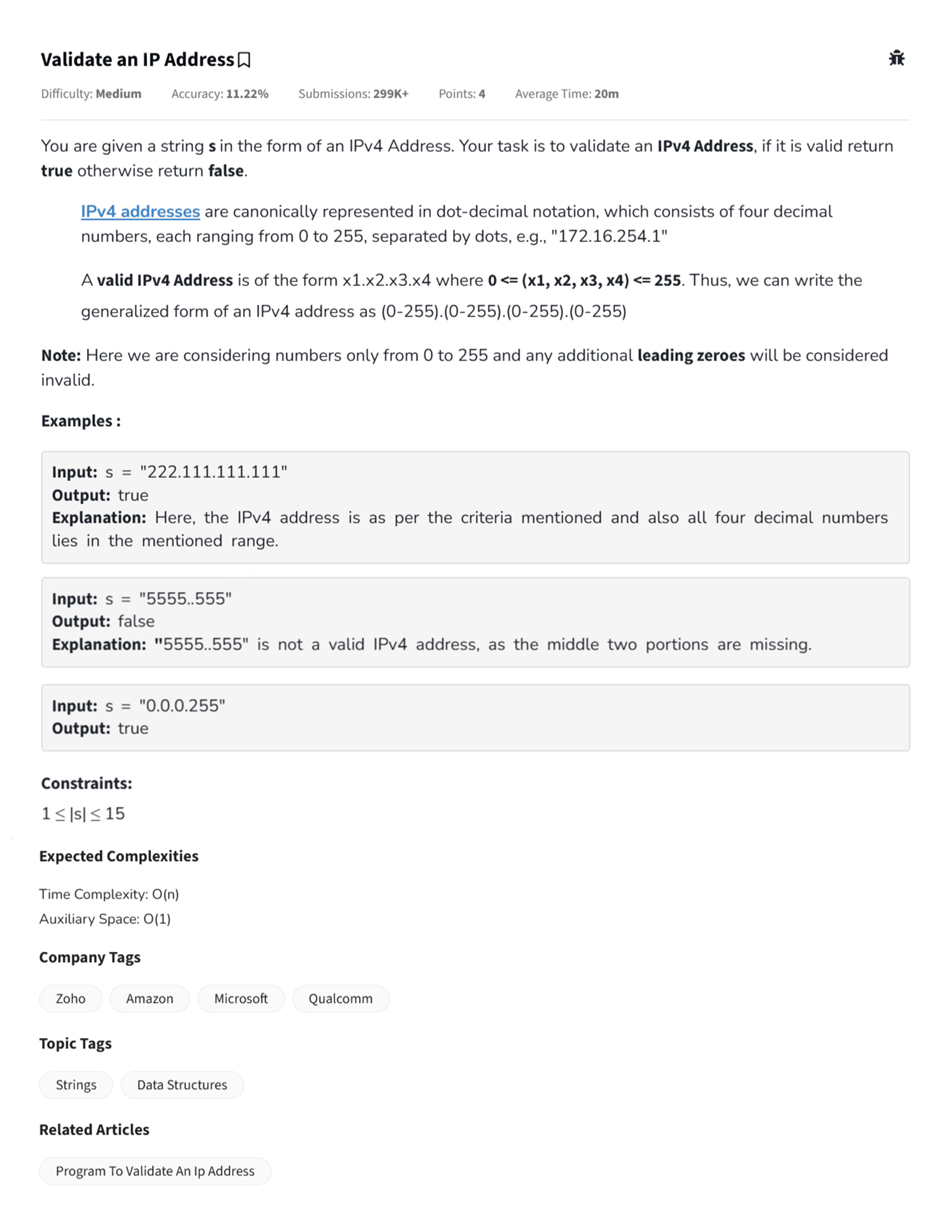 Validate an IP Address
Difficulty: Medium Accuracy: 11.22% Submissions: 299K+ Points: 4 Average Time: 20m
You are given a string s in the form of an IPv4 Address. Your task is to validate an IPv4 Address, if it is valid return
true otherwise return false.
IPv4 addresses are canonically represented in dot-decimal notation, which consists of four decimal
numbers, each ranging from 0 to 255, separated by dots, e.g., "172.16.254.1"
A valid IPv4 Address is of the form x1.x2.x3.x4 where 0 <= (x1, x2, x3, x4) <= 255. Thus, we can write the
generalized form of an IPv4 address as (0-255).(0-255).(0-255).(0-255)
Note: Here we are considering numbers only from 0 to 255 and any additional leading zeroes will be considered
invalid.
Examples :
Input: s = "222.111.111.111"
Output: true
Explanation: Here, the IPv4 address is as per the criteria mentioned and also all four decimal numbers
lies in the mentioned range.
Input: s = "5555..555"
Output: false
Explanation: "5555..555" is not a valid IPv4 address, as the middle two portions are missing.
Input: s = "0.0.0.255"
Output: true
Constraints:
1 ≤ |s| ≤ 15
Expected Complexities
Time Complexity: O(n)
Auxiliary Space: O(1)
Company Tags
Zoho Amazon Microsoft Qualcomm
Topic Tags
Strings Data Structures
Related Articles
Program To Validate An Ip Address